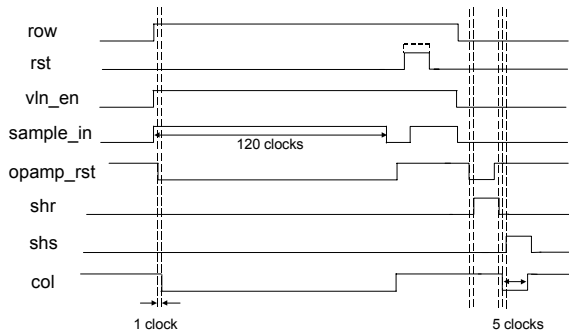 row
rst
vln_en
sample_in
120 clocks
opamp_rst
shr
shs
col
1 clock
5 clocks